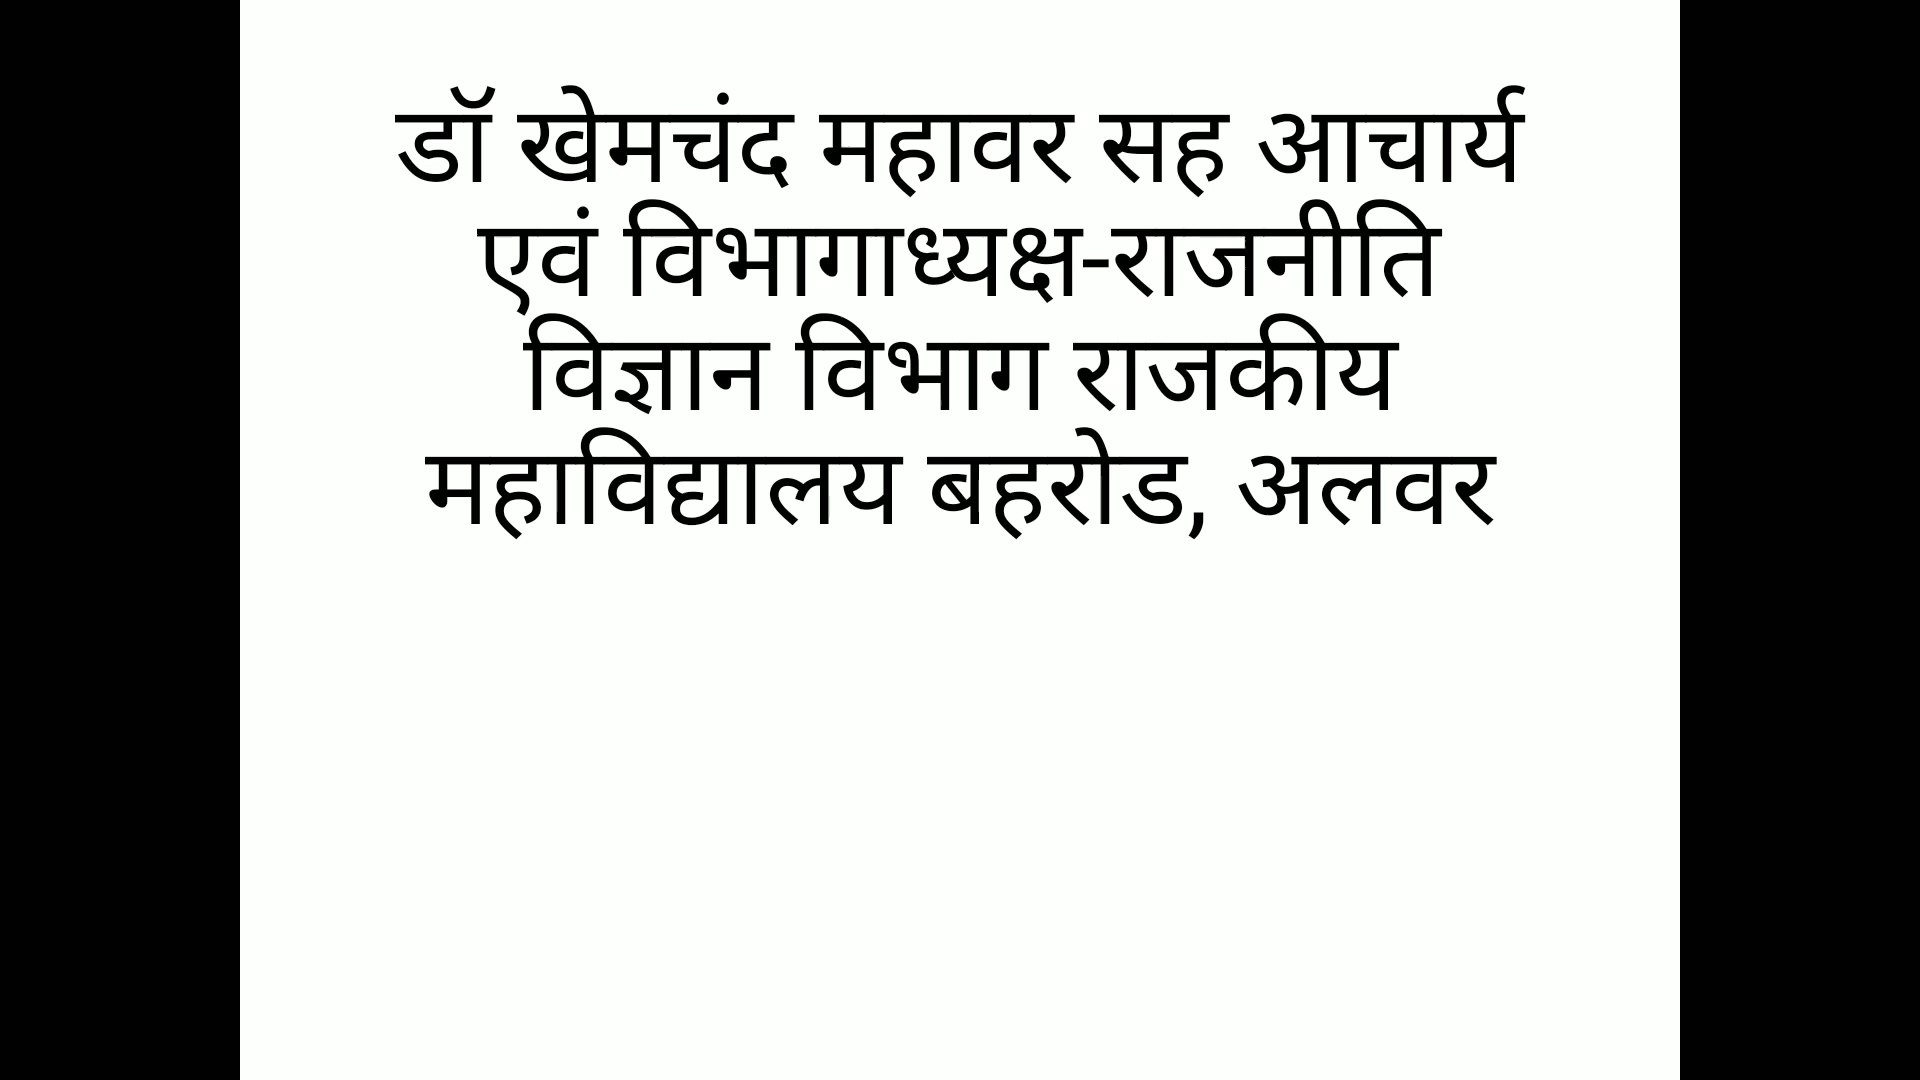 डॉ खेमचंद महावर सह आचार्य
एवं विभागाध्यक्ष-राजनीति
विज्ञान विभाग राजकीय
महाविद्यालय बहरोड, अलवर